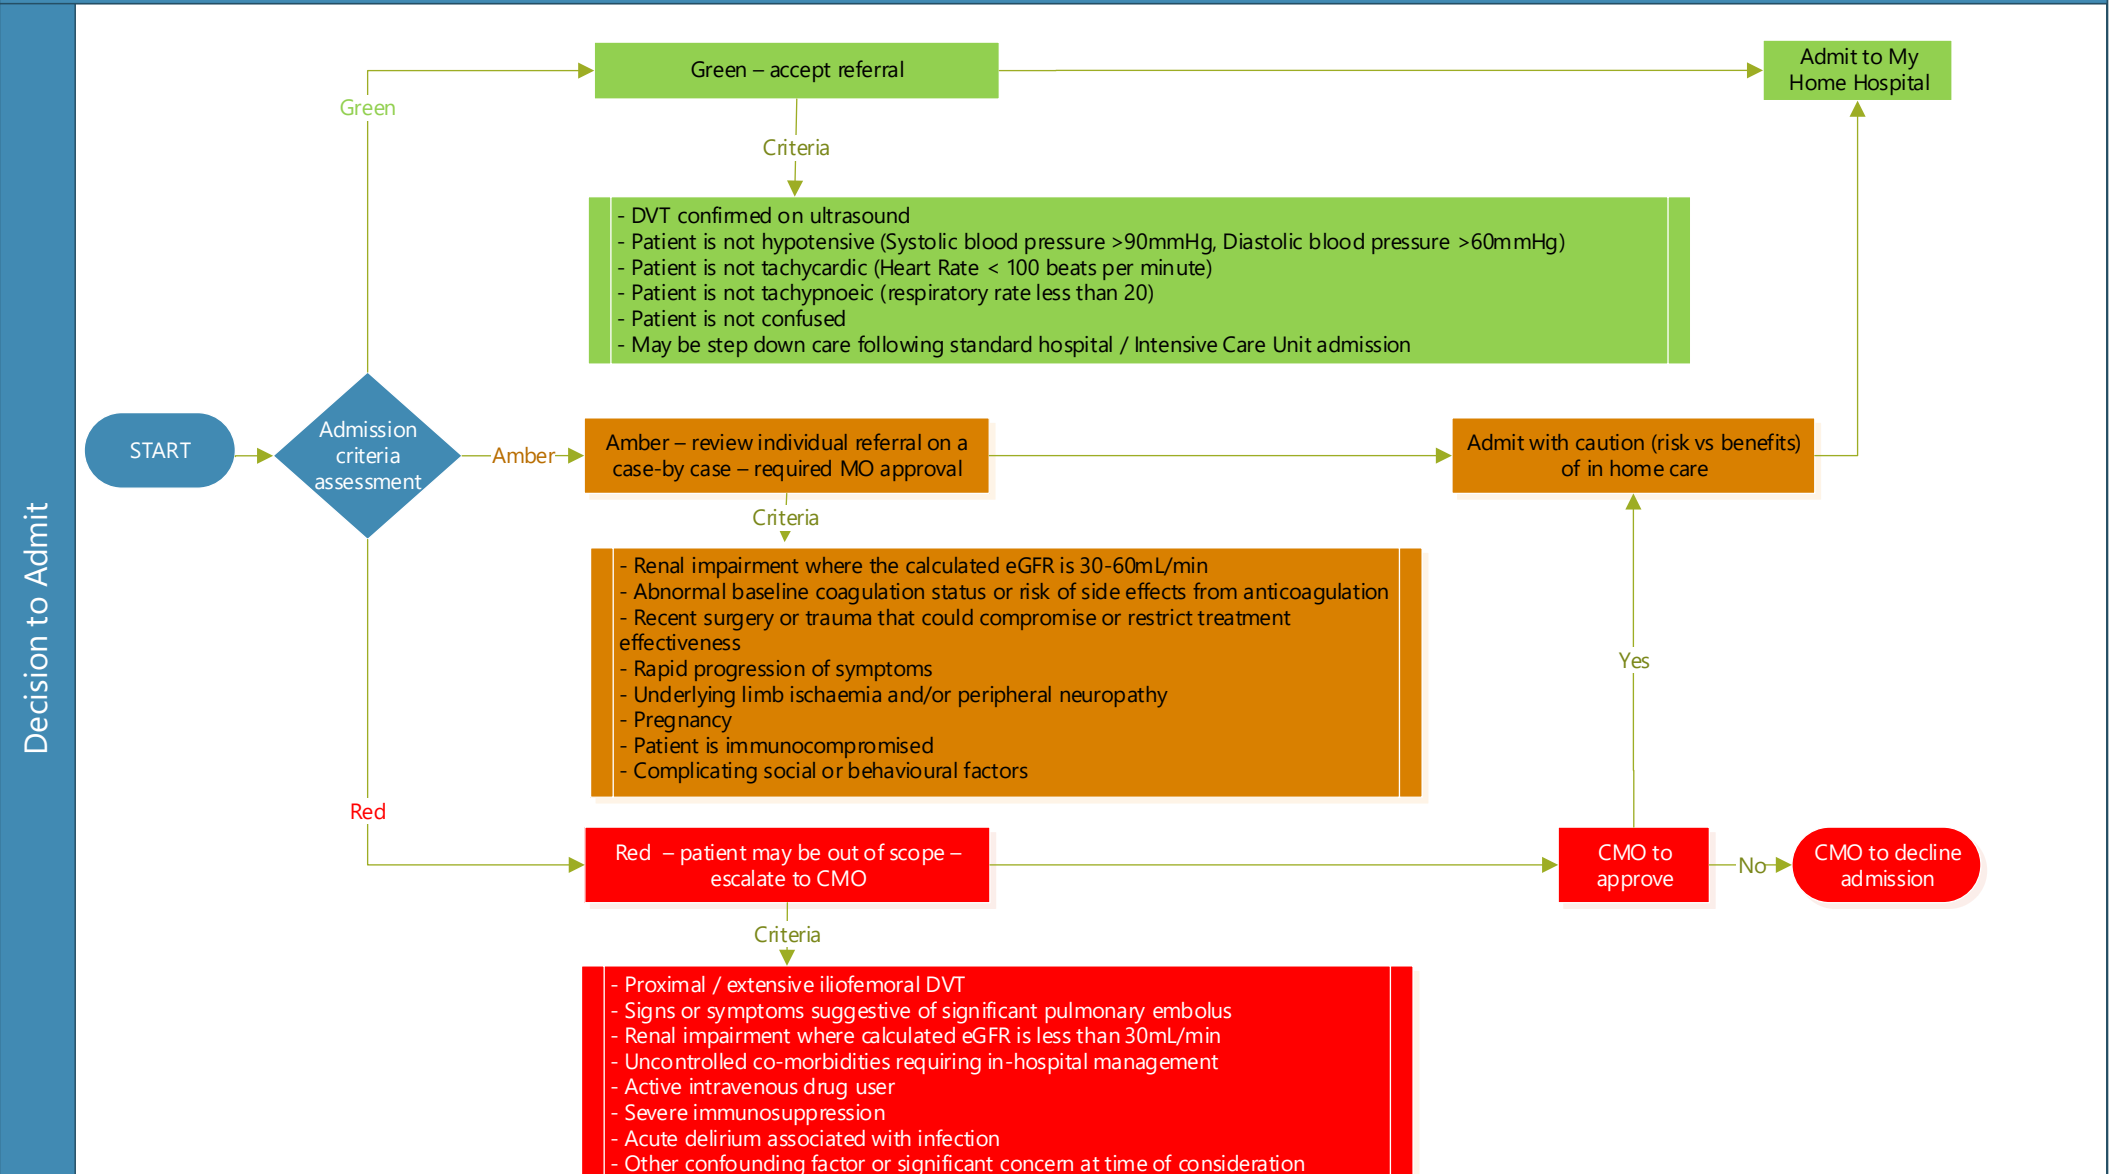 Decision to Admit
START
Admission
criteria
assessment
Green
Green – accept referral
Admit to My
Home Hospital
Criteria
- DVT confirmed on ultrasound
- Patient is not hypotensive (Systolic blood pressure >90mmHg, Diastolic blood pressure >60mmHg)
- Patient is not tachycardic (Heart Rate < 100 beats per minute)
- Patient is not tachypnoeic (respiratory rate less than 20)
- Patient is not confused
- May be step down care following standard hospital / Intensive Care Unit admission
Amber
Amber – review individual referral on a
case-by case – required MO approval
Admit with caution (risk vs benefits)
of in home care
Criteria
- Renal impairment where the calculated eGFR is 30-60mL/min
- Abnormal baseline coagulation status or risk of side effects from anticoagulation
- Recent surgery or trauma that could compromise or restrict treatment
effectiveness
- Rapid progression of symptoms
- Underlying limb ischaemia and/or peripheral neuropathy
- Pregnancy
- Patient is immunocompromised
- Complicating social or behavioural factors
Yes
Red
Red – patient may be out of scope –
escalate to CMO
CMO to
approve
No
CMO to decline
admission
Criteria
- Proximal / extensive iliofemoral DVT
- Signs or symptoms suggestive of significant pulmonary embolus
- Renal impairment where calculated eGFR is less than 30mL/min
- Uncontrolled co-morbidities requiring in-hospital management
- Active intravenous drug user
- Severe immunosuppression
- Acute delirium associated with infection
- Other confounding factor or significant concern at time of consideration